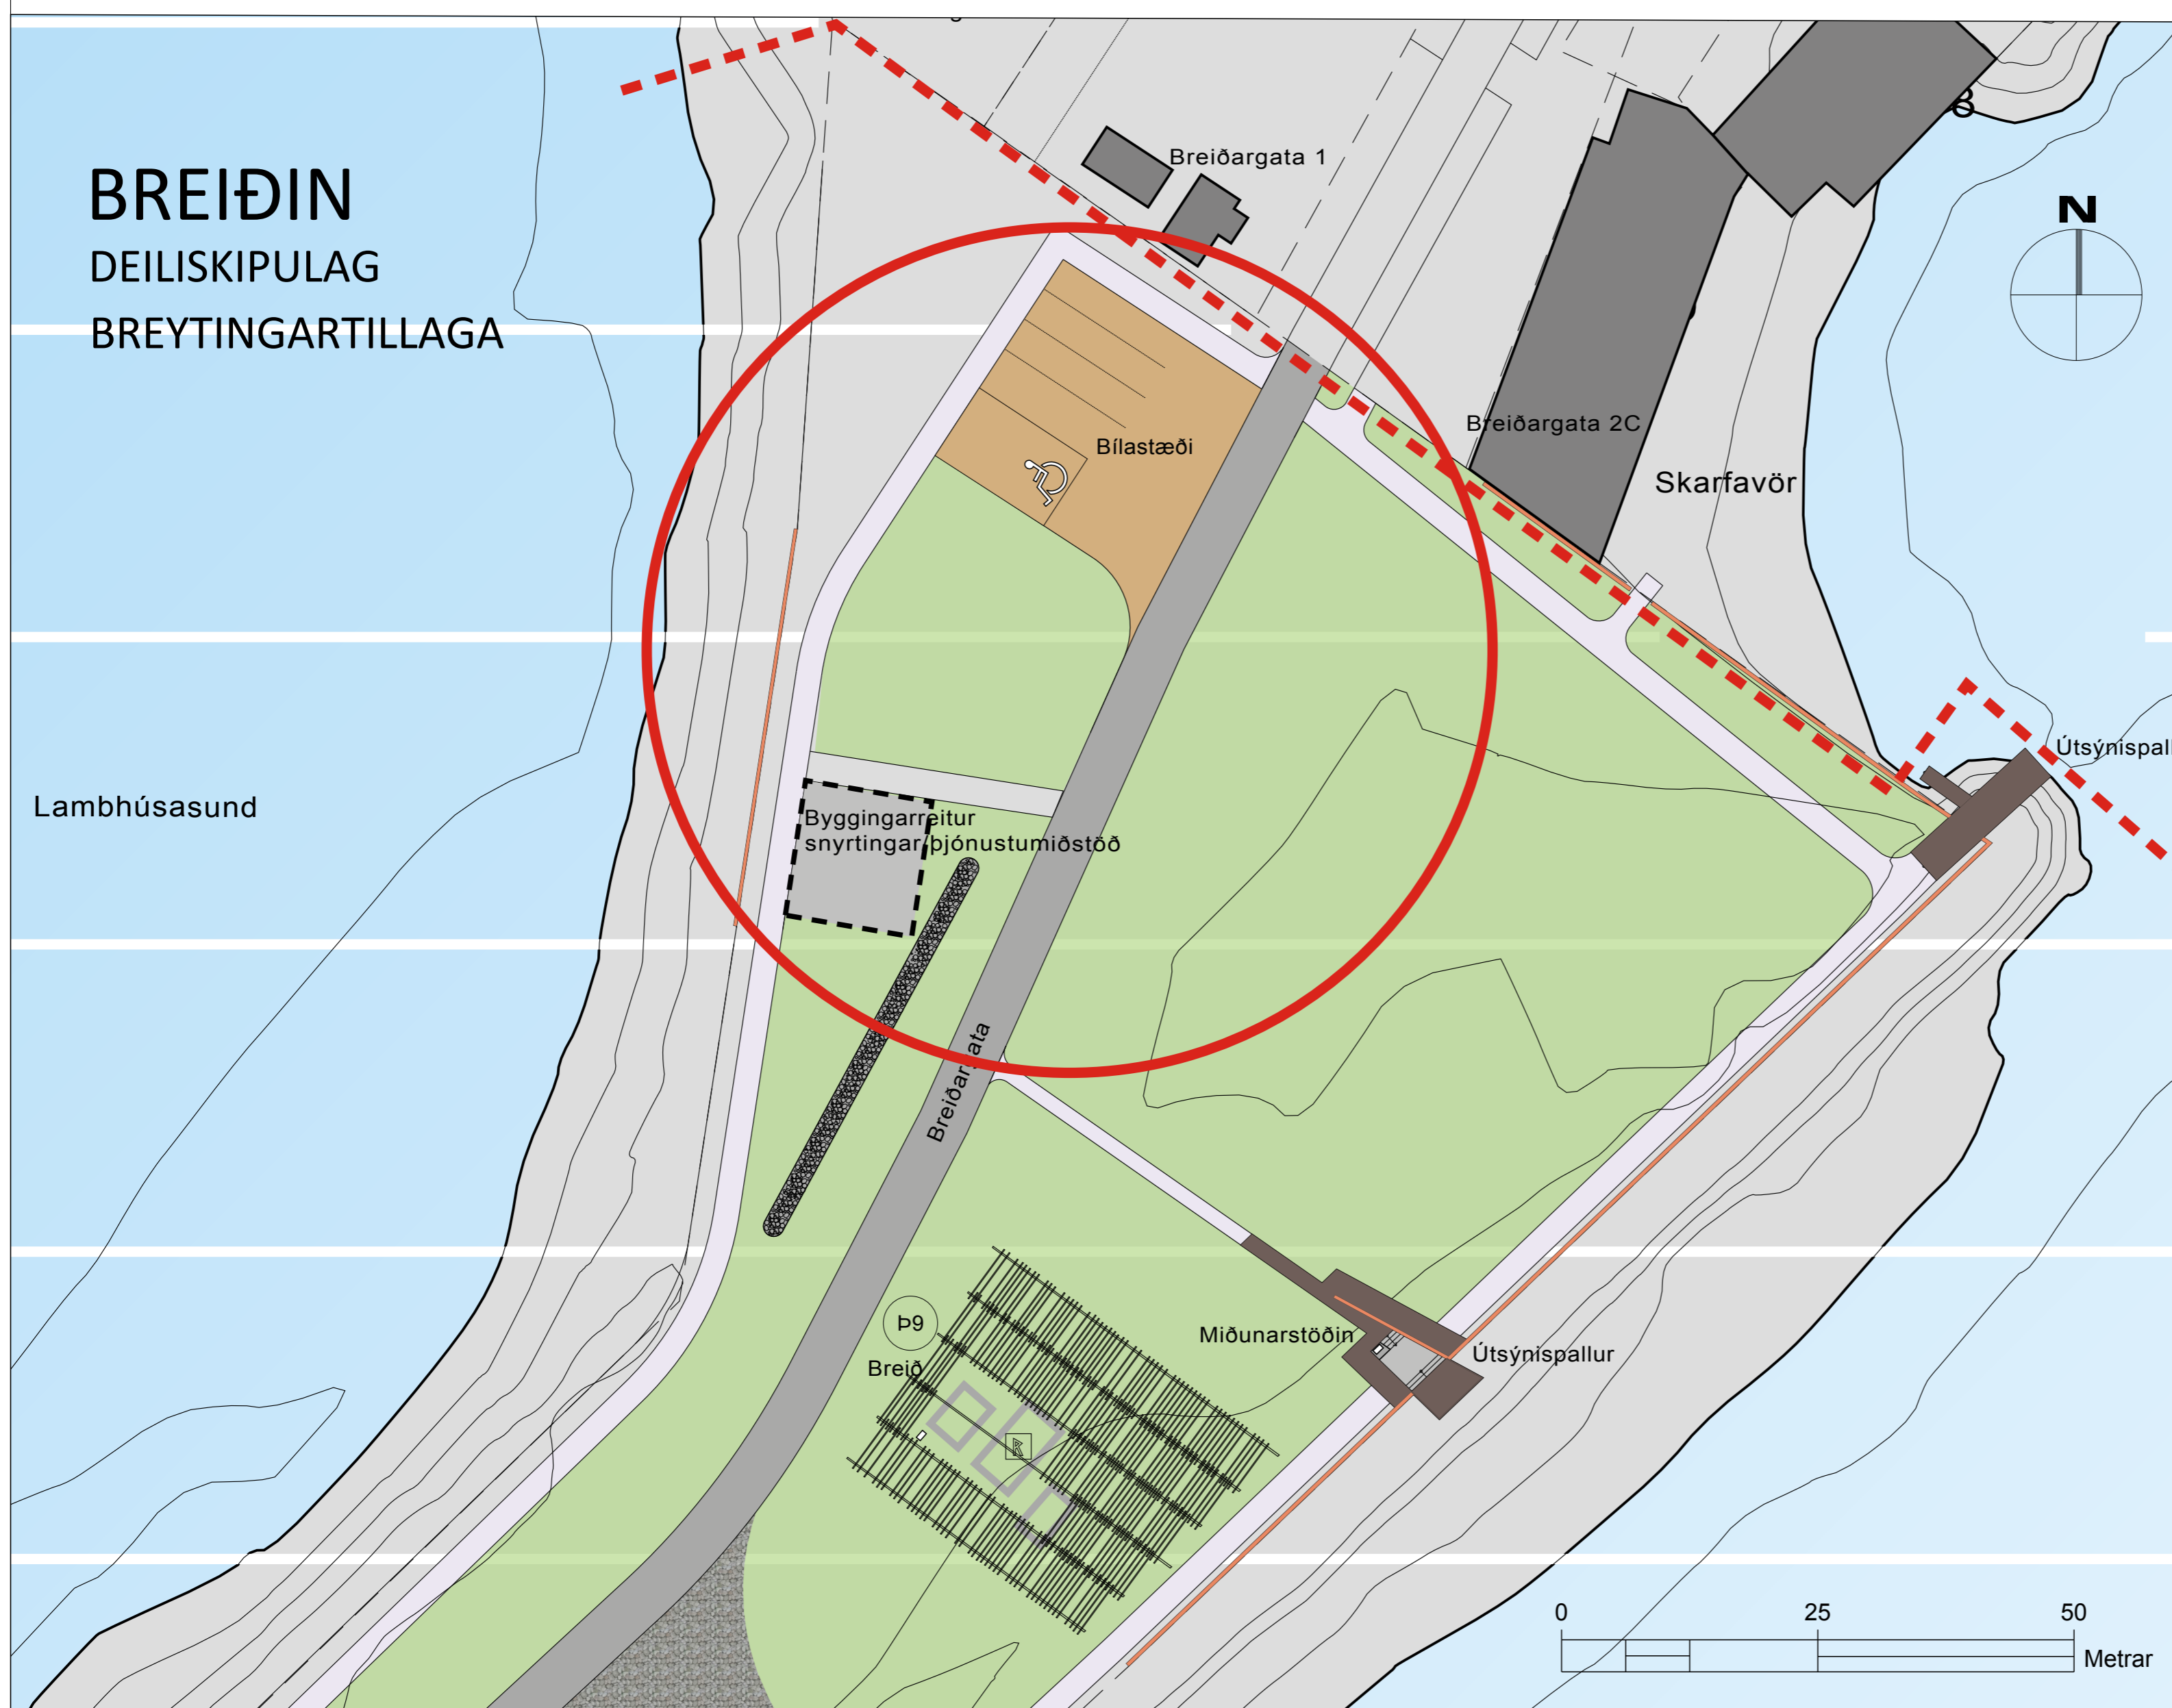 BREIÐIN
DEILISKIPULAG
BREYTINGARTILLAGA
Breiðargata 1
8
N
Breiðargata 2C
Bílastæði
Skarfavör
Útsýnispall
Lambhúsasund
Byggingarreitur
snyrtingar/þjónustumiðstöð
Breiðargata
Þ9
Breið
Miðunarstöðin
Útsýnispallur
R
0 25 50
Metrar